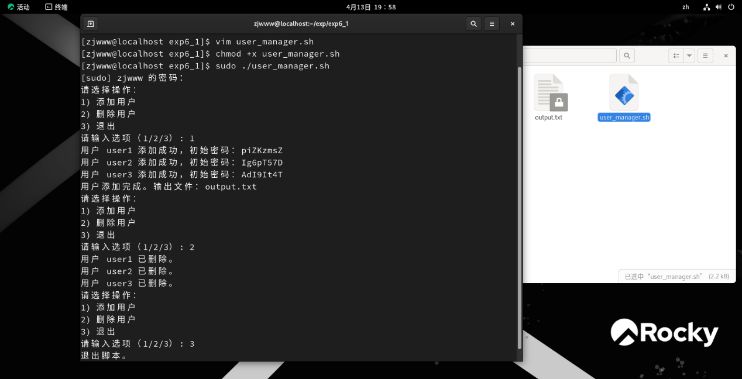 活动
终端
4月13日 19：58
zh
zjwww@localhost:~/exp/exp6_1
[zjwww@localhost exp6_1]$ vim user_manager.sh
[zjwww@localhost exp6_1]$ chmod +x user_manager.sh
[zjwww@localhost exp6_1]$ sudo ./user_manager.sh
[sudo] zjwww 的密码：
请选择操作：
1) 添加用户
2) 删除用户
3) 退出
请输入选项（1/2/3）: 1
用户 user1 添加成功，初始密码：piZKzmsZ
用户 user2 添加成功，初始密码：Ig6pT57D
用户 user3 添加成功，初始密码：AdI9It4T
用户添加完成。输出文件：output.txt
请选择操作：
1) 添加用户
2) 删除用户
3) 退出
请输入选项（1/2/3）: 2
用户 user1 已删除。
用户 user2 已删除。
用户 user3 已删除。
请选择操作：
1) 添加用户
2) 删除用户
3) 退出
请输入选项（1/2/3）: 3
退出脚本。
output.txt
user_manager.sh
已选中“user_manager.sh” (2.2 kB)
Rocky